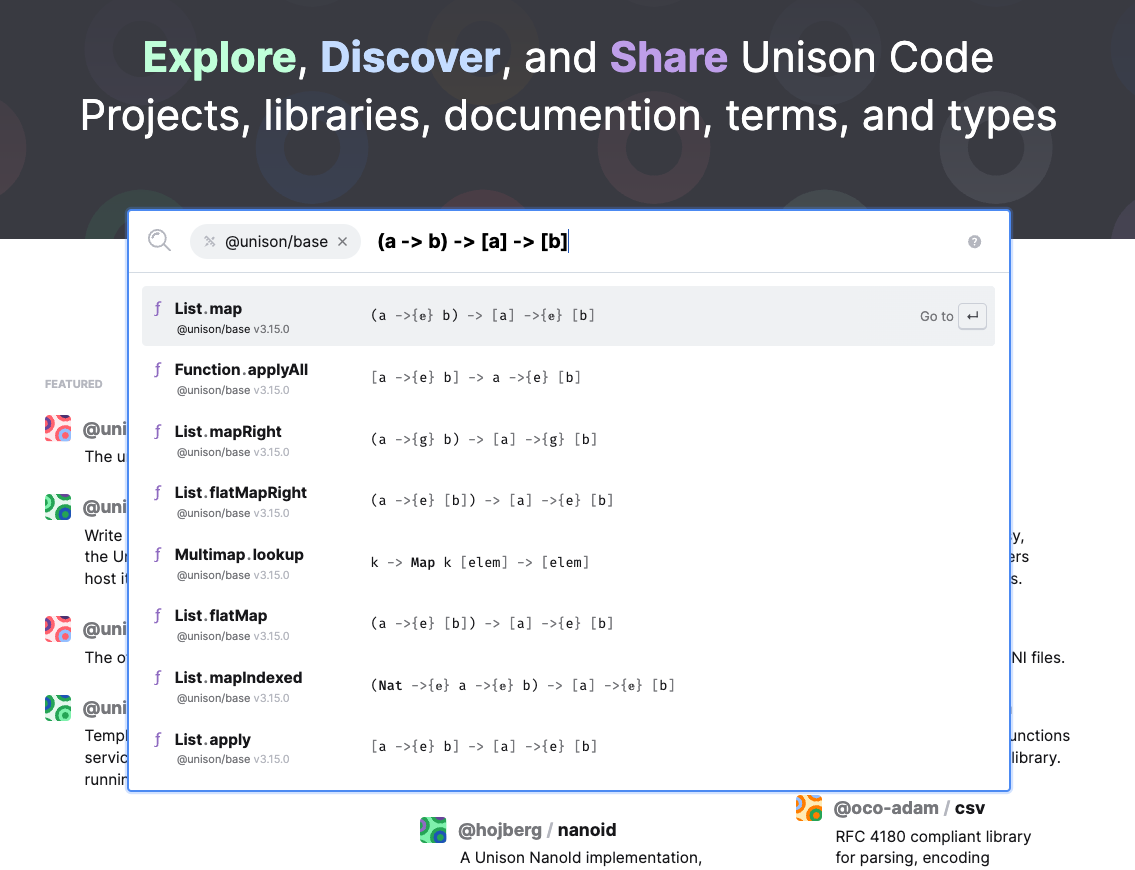 Explore, Discover, and Share Unison Code
Projects, libraries, documention, terms, and types
@unison/base × (a -> b) -> [a] -> [b] ?
ƒ List.map (a ->{e} b) -> [a] ->{e} [b] Go to ↵
@unison/base v3.15.0
ƒ Function.applyAll [a ->{e} b] -> a ->{e} [b]
@unison/base v3.15.0
ƒ List.mapRight (a ->{g} b) -> [a] ->{g} [b]
@unison/base v3.15.0
ƒ List.flatMapRight (a ->{e} [b]) -> [a] ->{e} [b]
@unison/base v3.15.0
ƒ Multimap.lookup k -> Map k [elem] -> [elem]
@unison/base v3.15.0
ƒ List.flatMap (a ->{e} [b]) -> [a] ->{e} [b]
@unison/base v3.15.0
ƒ List.mapIndexed (Nat ->{e} a ->{e} b) -> [a] ->{e} [b]
@unison/base v3.15.0
ƒ List.apply [a ->{e} b] -> [a] ->{e} [b]
@unison/base v3.15.0
FEATURED
@uni
The u
@uni
Write
the Un
host it
@uni
The o
@uni
Templ
servic
runnin
y,
ers
s.
NI files.
unctions
library.
@hojberg / nanoid
A Unison NanoId implementation,
@oco-adam / csv
RFC 4180 compliant library
for parsing, encoding